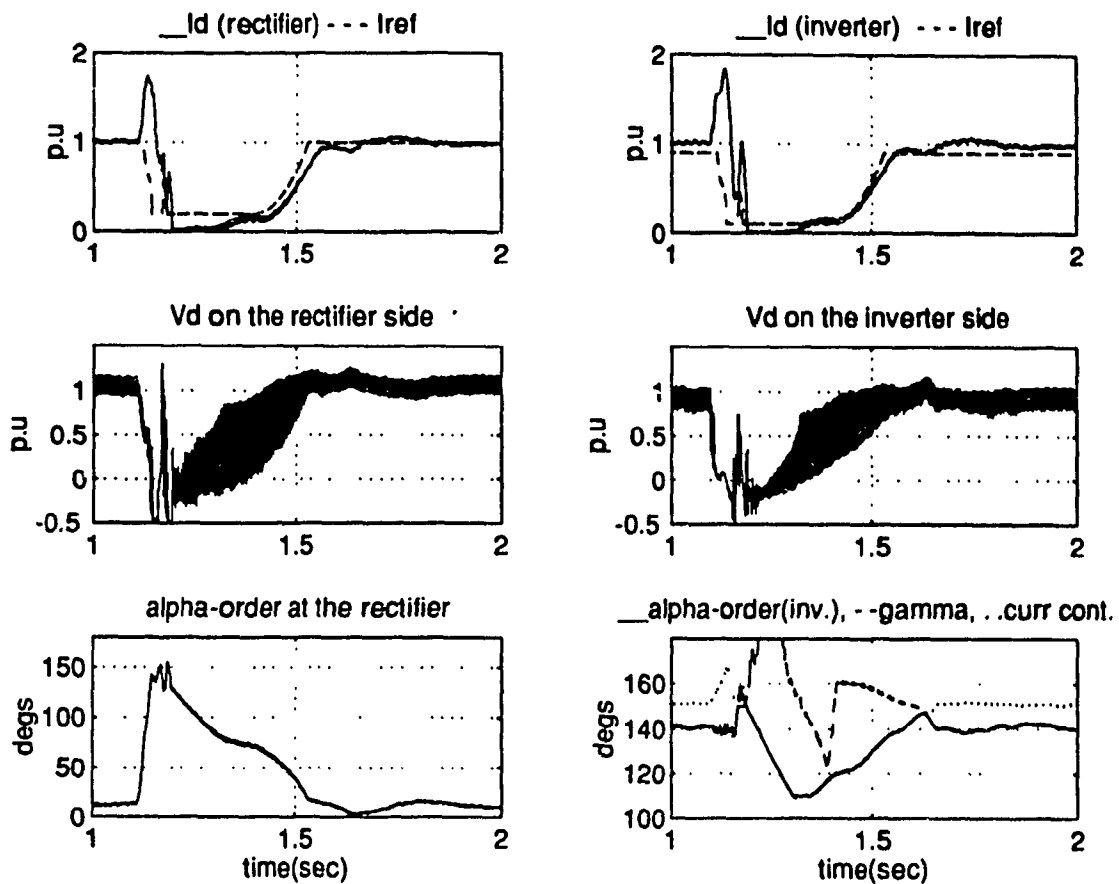 __Id (rectifier) - - - Iref
__Id (inverter) - - - Iref
2
1
0
p.u
1
1.5
2
2
1
0
p.u
1
1.5
2
Vd on the rectifier side
Vd on the inverter side
1
0.5
0
-0.5
p.u
1
1.5
2
1
0.5
0
-0.5
p.u
1
1.5
2
alpha-order at the rectifier
__alpha-order(inv.), - -gamma, ..curr cont.
150
100
50
0
degs
1
1.5
2
time(sec)
160
140
120
100
degs
1
1.5
2
time(sec)